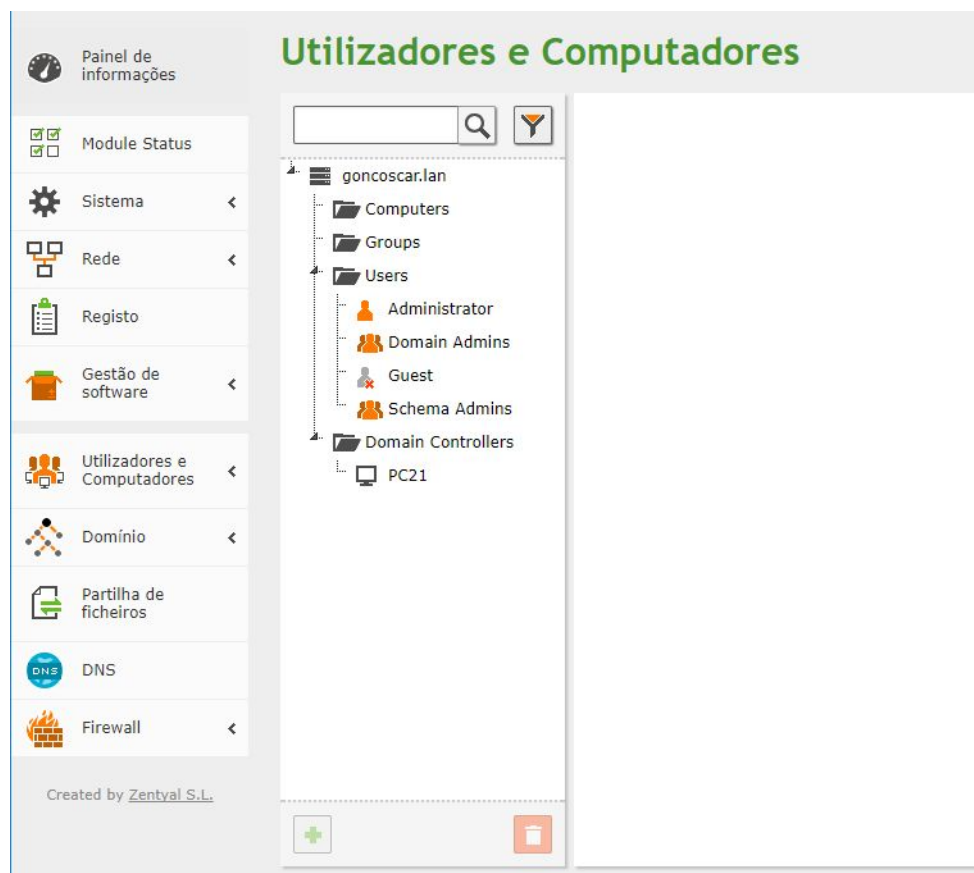 Utilizadores e Computadores
Painel de
informações
Module Status
Sistema
Rede
Registo
Gestão de
software
Utilizadores e
Computadores
Domínio
Partilha de
ficheiros
DNS
DNS
Firewall
Created by Zentyal S.L.
goncoscar.lan
Computers
Groups
Users
Administrator
Domain Admins
Guest
Schema Admins
Domain Controllers
PC21